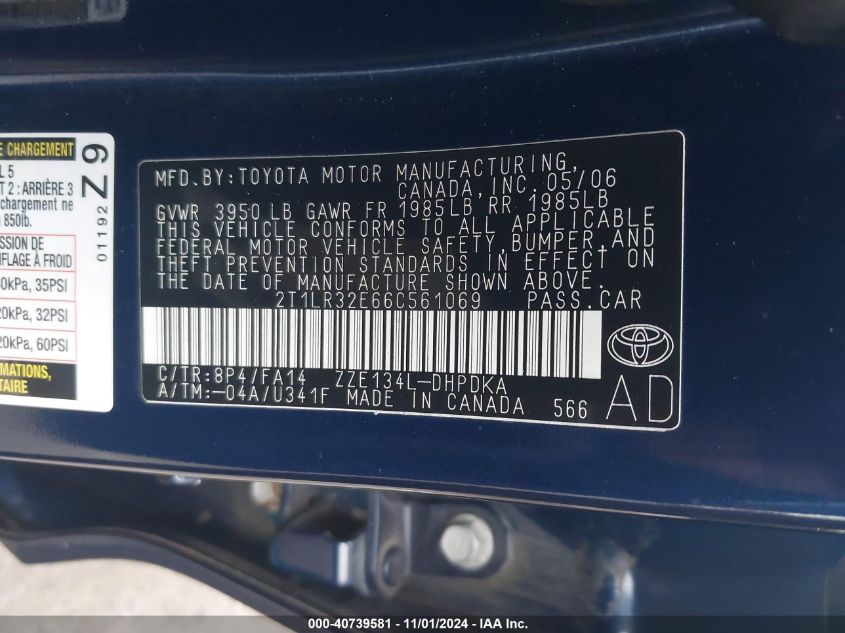 E CHARGEMENT
L 5
T 2 : ARRIÈRE 3
chargement ne
850lb.
SSION DE
NFLAGE À FROID
0kPa, 35PSI
20kPa, 32PSI
20kPa, 60PSI
MATIONS,
TAIRE
01192 Z 9
MFD.BY:TOYOTA MOTOR MANUFACTURING,
CANADA,INC.05/06
GVWR 3950 LB GAWR FR 1985LB,RR 1985LB
THIS VEHICLE CONFORMS TO ALL APPLICABLE
FEDERAL MOTOR VEHICLE SAFETY,BUMPER,AND
THEFT PREVENTION STANDARDS IN EFFECT ON
THE DATE OF MANUFACTURE SHOWN ABOVE.
2T1LR32E66C561069 PASS.CAR
C/TR:8P4/FA14 ZZE134L-DHPDKA
A/TM:-04A/U341F MADE IN CANADA 566
AD
000-40739581 - 11/01/2024 - IAA Inc.